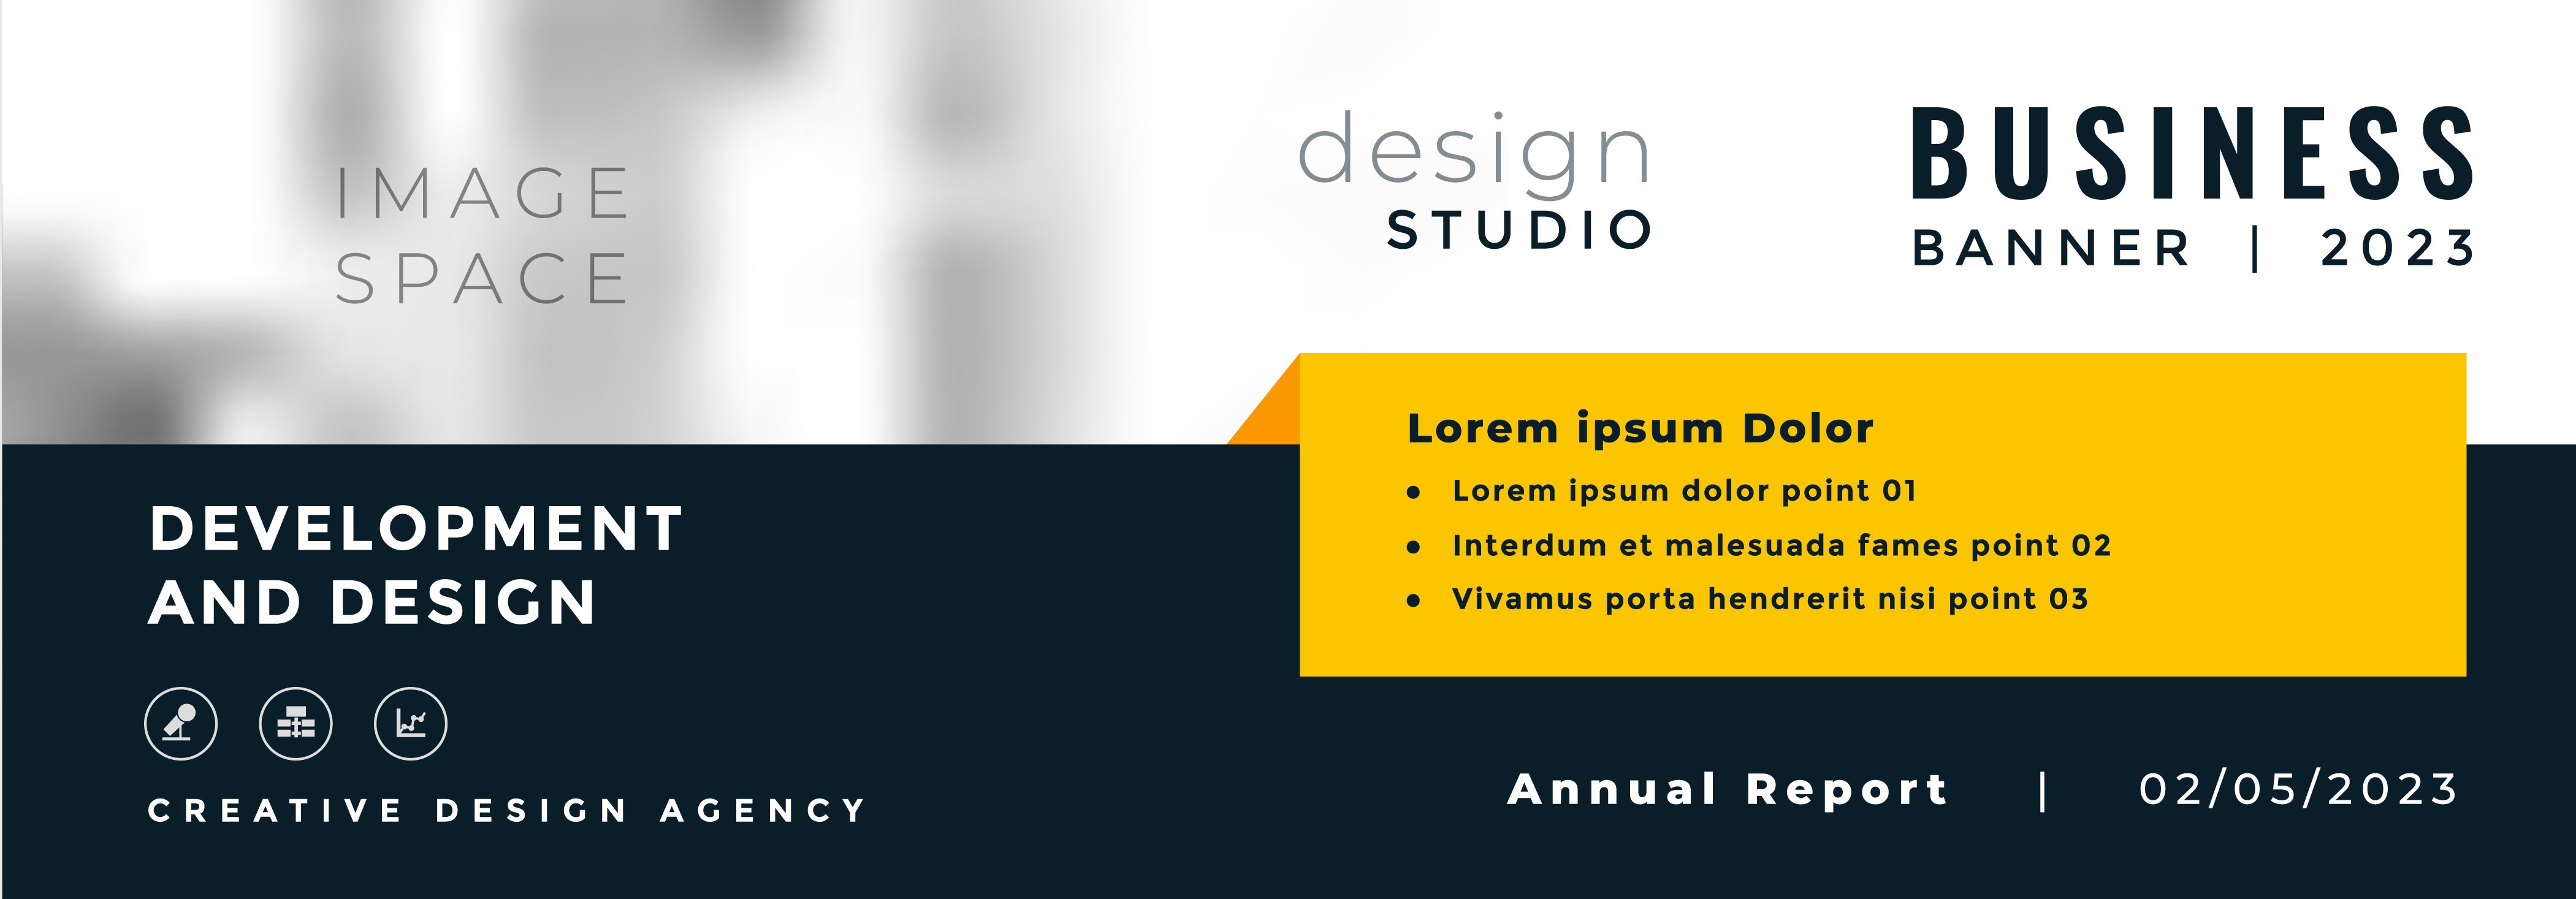 IMAGE
SPACE
design
STUDIO
BUSINESS
BANNER | 2023
Lorem ipsum Dolor
• Lorem ipsum dolor point 01
• Interdum et malesuada fames point 02
• Vivamus porta hendrerit nisi point 03
DEVELOPMENT
AND DESIGN
CREATIVE DESIGN AGENCY
Annual Report | 02/05/2023